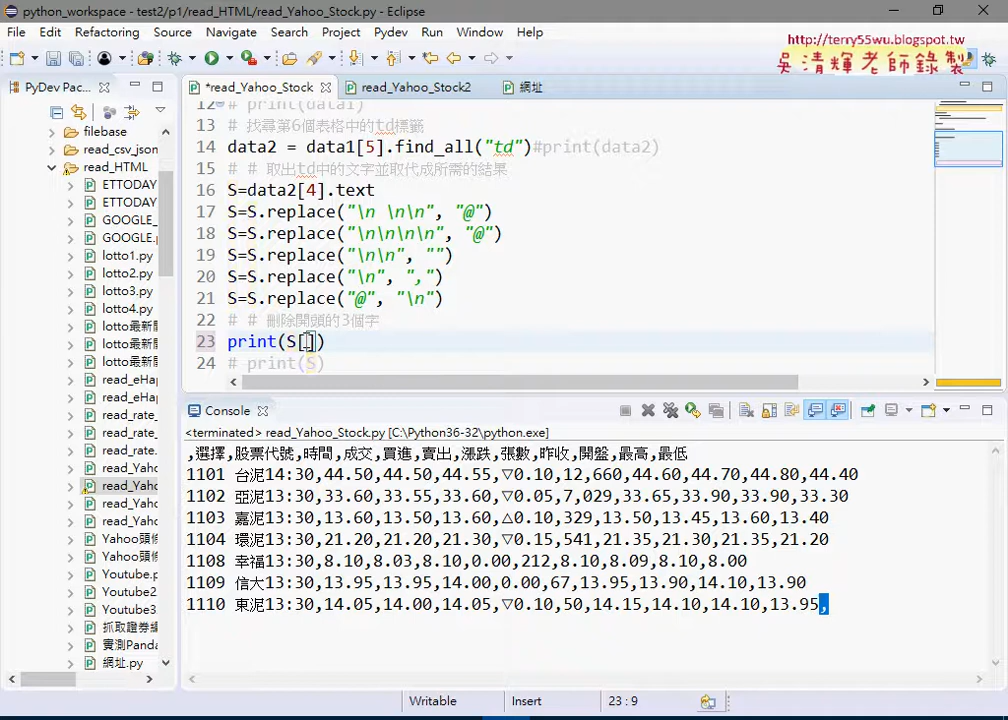 python_workspace - test2/p1/read_HTML/read_Yahoo_Stock.py - Eclipse
File Edit Refactoring Source Navigate Search Project Pydev Run Window Help
http://terry55wu.blogspot.tw
吳清輝老師錄製
PyDev Pac
*read_Yahoo_Stock read_Yahoo_Stock2 網址
filebase
read_csv_json
read_HTML
ETTODAY
ETTODAY
GOOGLE_
GOOGLE.p
lotto1.py
lotto2.py
lotto3.py
lotto4.py
lotto最新開
lotto最新開
lotto最新開
read_eHap
read_eHap
read_rate_
read_rate_
read_rate.
read_Yaho
read_Yaho
read_Yaho
read_Yaho
Yahoo頭條
Yahoo頭條
Youtube.p
Youtube2.
Youtube3.
抓取證券網
實測Panda
網址.py
12 # print(data1)
13 # 找尋第6個表格中的td標籤
14 data2 = data1[5].find_all("td")#print(data2)
15 # # 取出td中的文字並取代成所需的結果
16 S=data2[4].text
17 S=S.replace("\n \n\n", "@")
18 S=S.replace("\n\n\n\n", "@")
19 S=S.replace("\n\n", "")
20 S=S.replace("\n", ",")
21 S=S.replace("@", "\n")
22 # # 刪除開頭的3個字
23 print(S[])
24 # print(S)
Console
<terminated> read_Yahoo_Stock.py [C:\Python36-32\python.exe]
,選擇,股票代號,時間,成交,買進,賣出,漲跌,張數,昨收,開盤,最高,最低
1101 台泥14:30,44.50,44.50,44.55,▽0.10,12,660,44.60,44.70,44.80,44.40
1102 亞泥13:30,33.60,33.55,33.60,▽0.05,7,029,33.65,33.90,33.90,33.30
1103 嘉泥13:30,13.60,13.50,13.60,△0.10,329,13.50,13.45,13.60,13.40
1104 環泥13:30,21.20,21.20,21.30,▽0.15,541,21.35,21.30,21.35,21.20
1108 幸福13:30,8.10,8.03,8.10,0.00,212,8.10,8.09,8.10,8.00
1109 信大13:30,13.95,13.95,14.00,0.00,67,13.95,13.90,14.10,13.90
1110 東泥13:30,14.05,14.00,14.05,▽0.10,50,14.15,14.10,14.10,13.95,
Writable Insert 23 : 9